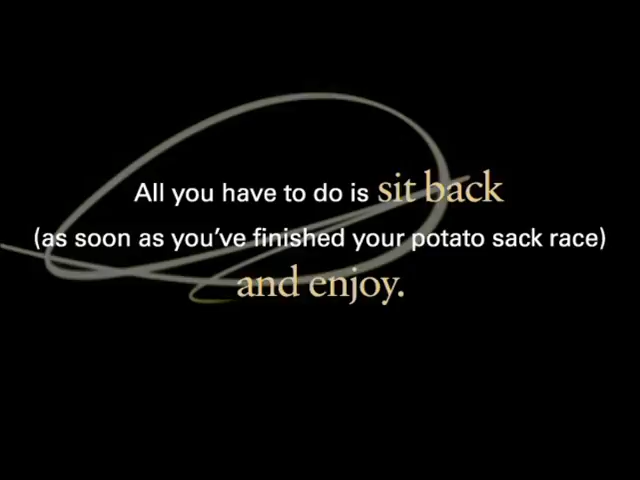 All you have to do is sit back
(as soon as you've finished your potato sack race)
and enjoy.